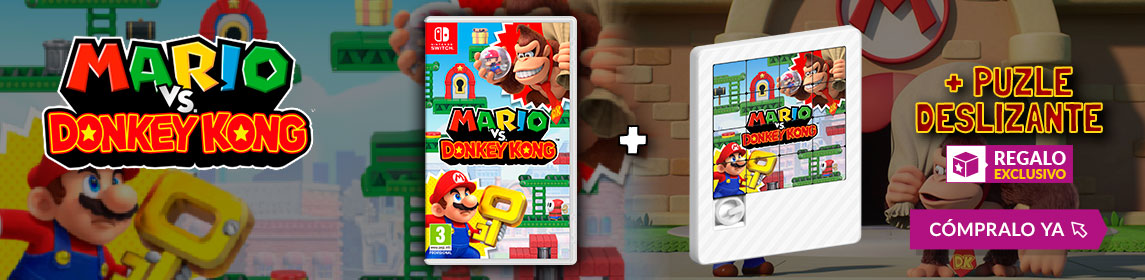 MARIO
VS.
DONKEY KONG
NINTENDO
SWITCH
MARIO
VS
DONKEY KONG
3
+
MARIO
VS
DONKEY KONG
+ PUZLE
DESLIZANTE
REGALO
EXCLUSIVO
CÓMPRALO YA
DK